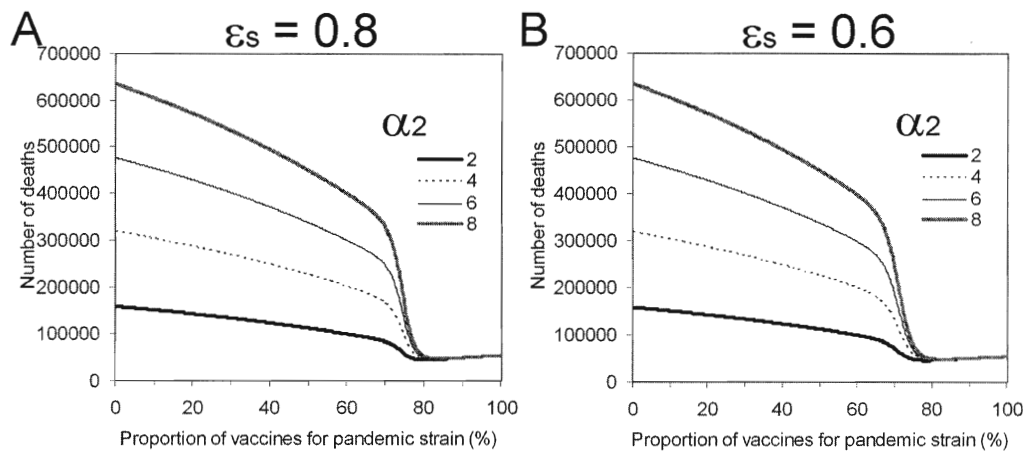 A
εs = 0.8
700000
600000
500000
400000
300000
200000
100000
0
Number of deaths
α2
2
4
6
8
0 20 40 60 80 100
Proportion of vaccines for pandemic strain (%)
B
εs = 0.6
700000
600000
500000
400000
300000
200000
100000
0
Number of deaths
α2
2
4
6
8
0 20 40 60 80 100
Proportion of vaccines for pandemic strain (%)